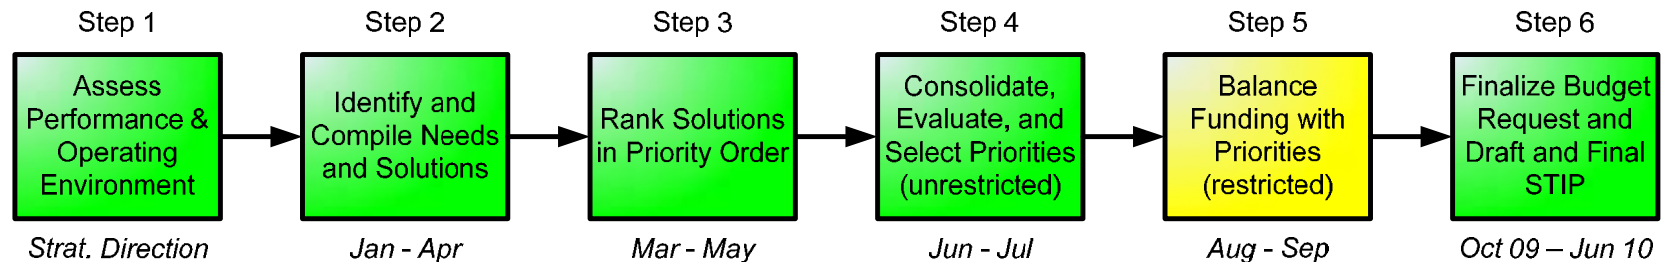 Step 1
Assess
Performance &
Operating
Environment
Strat. Direction
Step 2
Identify and
Compile Needs
and Solutions
Jan - Apr
Step 3
Rank Solutions
in Priority Order
Mar - May
Step 4
Consolidate,
Evaluate, and
Select Priorities
(unrestricted)
Jun - Jul
Step 5
Balance
Funding with
Priorities
(restricted)
Aug - Sep
Step 6
Finalize Budget
Request and
Draft and Final
STIP
Oct 09 – Jun 10